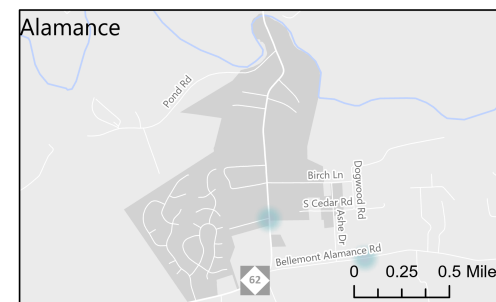 Alamance
Pond Rd
Birch Ln
Dogwood Rd
S Cedar Rd
Ashe Dr
Bellemont Alamance Rd
62
0 0.25 0.5 Mile